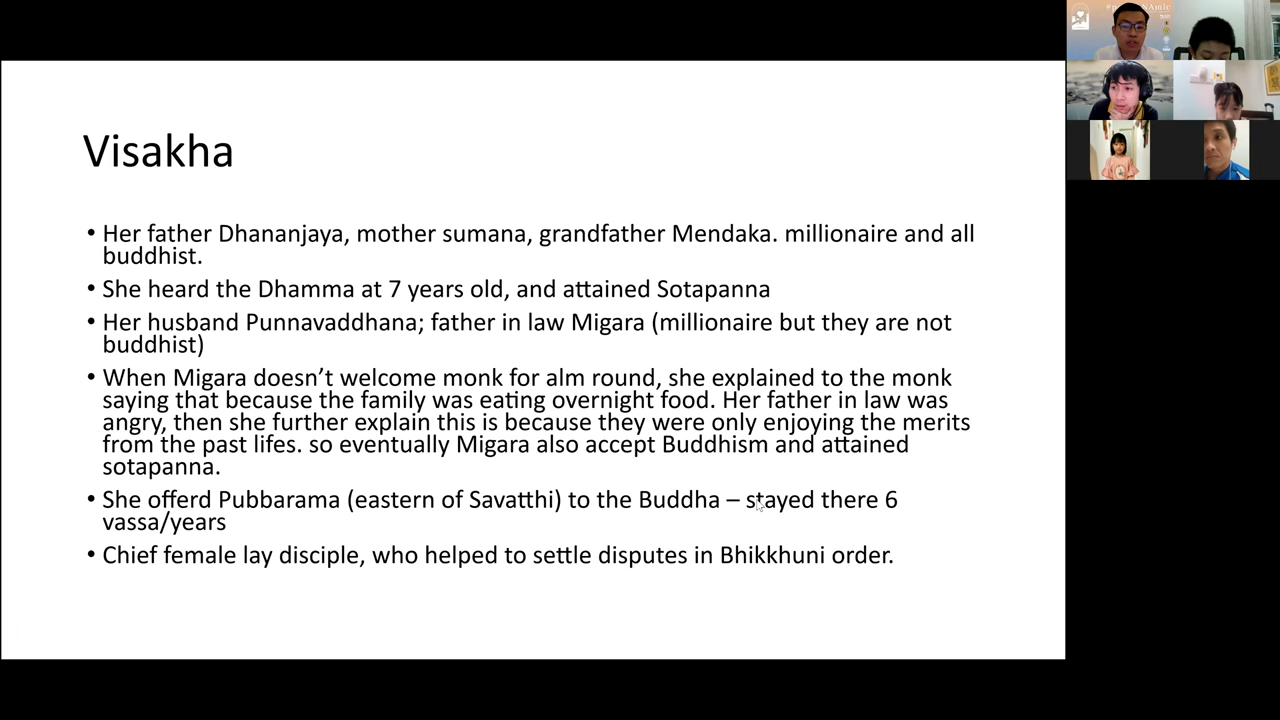 Visakha
• Her father Dhananjaya, mother sumana, grandfather Mendaka. millionaire and all
buddhist.
• She heard the Dhamma at 7 years old, and attained Sotapanna
• Her husband Punnavaddhana; father in law Migara (millionaire but they are not
buddhist)
• When Migara doesn’t welcome monk for alm round, she explained to the monk
saying that because the family was eating overnight food. Her father in law was
angry, then she further explain this is because they were only enjoying the merits
from the past lifes. so eventually Migara also accept Buddhism and attained
sotapanna.
• She offerd Pubbarama (eastern of Savatthi) to the Buddha – stayed there 6
vassa/years
• Chief female lay disciple, who helped to settle disputes in Bhikkhuni order.